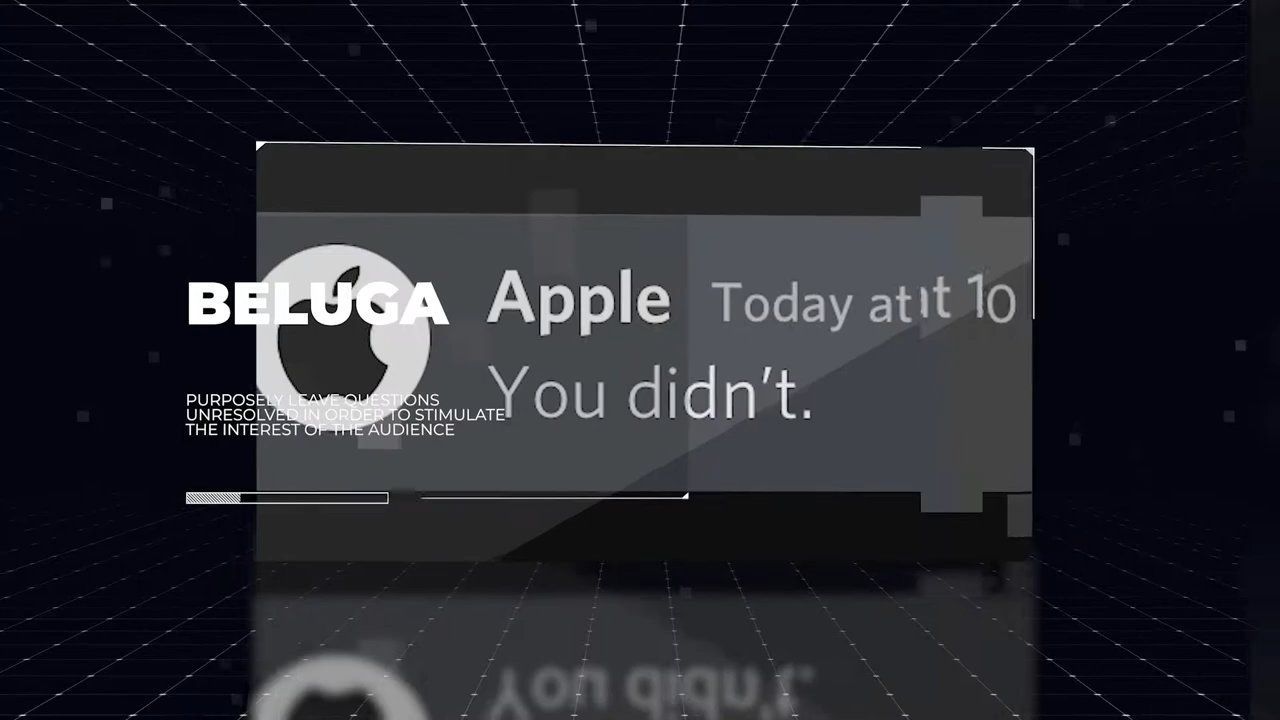 BELUGA
Apple Today at 10
You didn't.
PURPOSELY LEAVE QUESTIONS
UNRESOLVED IN ORDER TO STIMULATE
THE INTEREST OF THE AUDIENCE